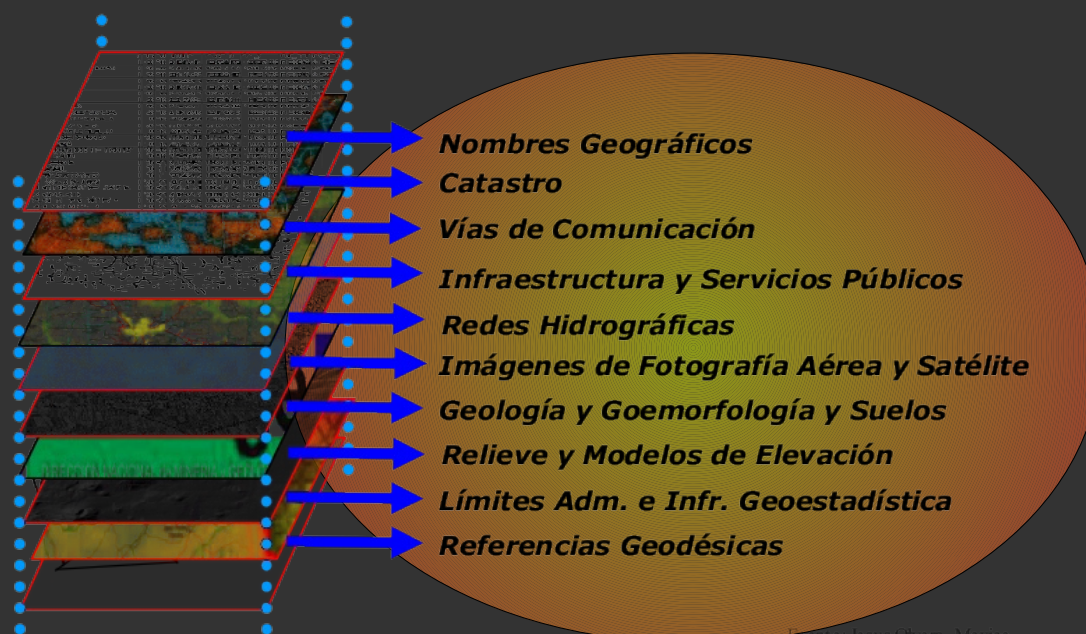 Nombres Geográficos
Catastro
Vías de Comunicación
Infraestructura y Servicios Públicos
Redes Hidrográficas
Imágenes de Fotografía Aérea y Satélite
Geología y Goemorfología y Suelos
Relieve y Modelos de Elevación
Límites Adm. e Infr. Geoestadística
Referencias Geodésicas